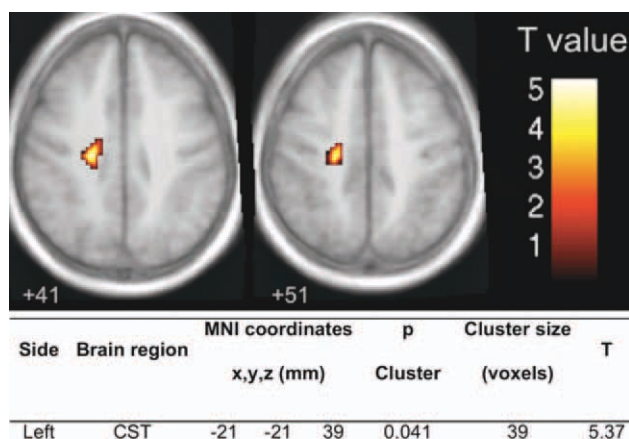 T value
5
4
3
2
1
+41
+51
Side Brain region MNI coordinates x,y,z (mm) p Cluster Cluster size (voxels) T
Left CST -21 -21 39 0.041 39 5.37